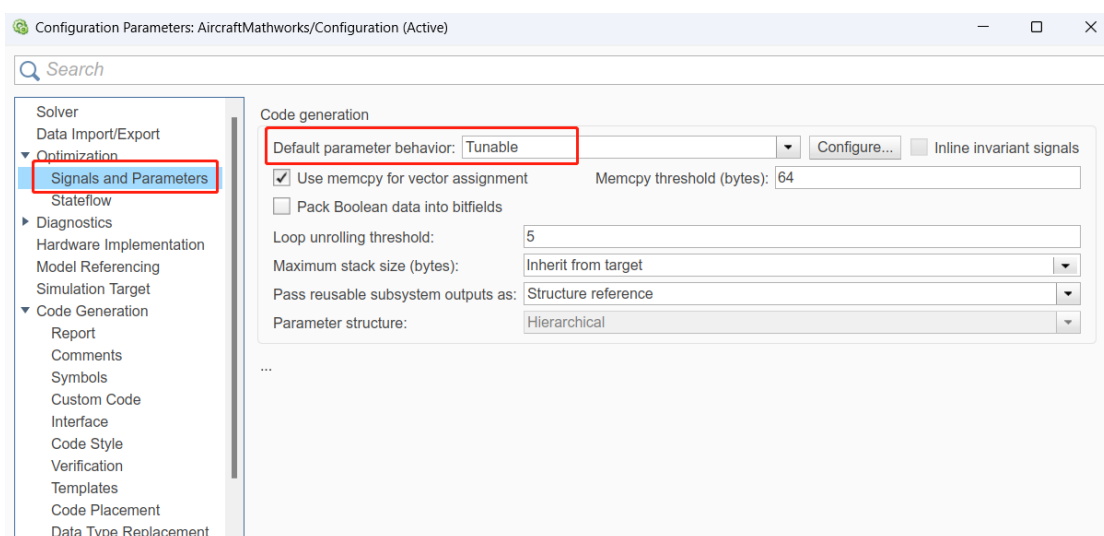 Configuration Parameters: AircraftMathworks/Configuration (Active)
Search
Solver
Data Import/Export
Optimization
Signals and Parameters
Stateflow
Diagnostics
Hardware Implementation
Model Referencing
Simulation Target
Code Generation
Report
Comments
Symbols
Custom Code
Interface
Code Style
Verification
Templates
Code Placement
Data Type Replacement
Code generation
Default parameter behavior: Tunable Configure... Inline invariant signals
Use memcpy for vector assignment Memcpy threshold (bytes): 64
Pack Boolean data into bitfields
Loop unrolling threshold: 5
Maximum stack size (bytes): Inherit from target
Pass reusable subsystem outputs as: Structure reference
Parameter structure: Hierarchical
...